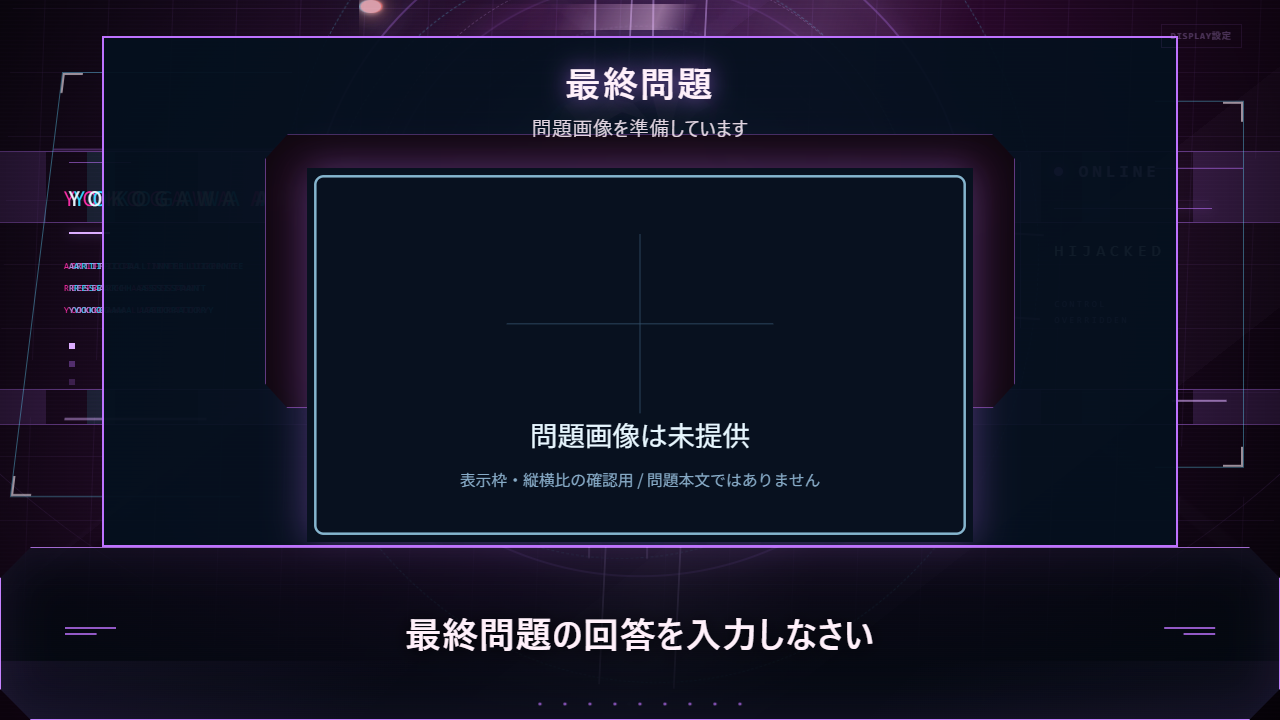 DISPLAY設定
最終問題
問題画像を準備しています
YOKOGAWA A
ONLINE
HIJACKED
問題画像は未提供
表示枠・縦横比の確認用 / 問題本文ではありません
最終問題の回答を入力しなさい